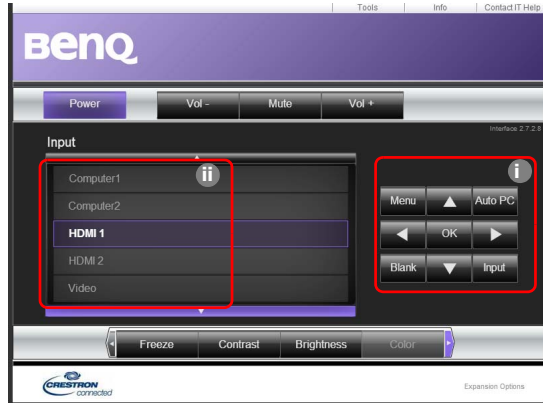 Tools Info Contact IT Help
BenQ
Power Vol - Mute Vol +
Interface 2.7.2.8
Input
ii
i
Computer1
Computer2
HDMI 1
HDMI 2
Video
Menu Auto PC
OK
Blank Input
Freeze Contrast Brightness Color
CRESTRON
connected
Expansion Options